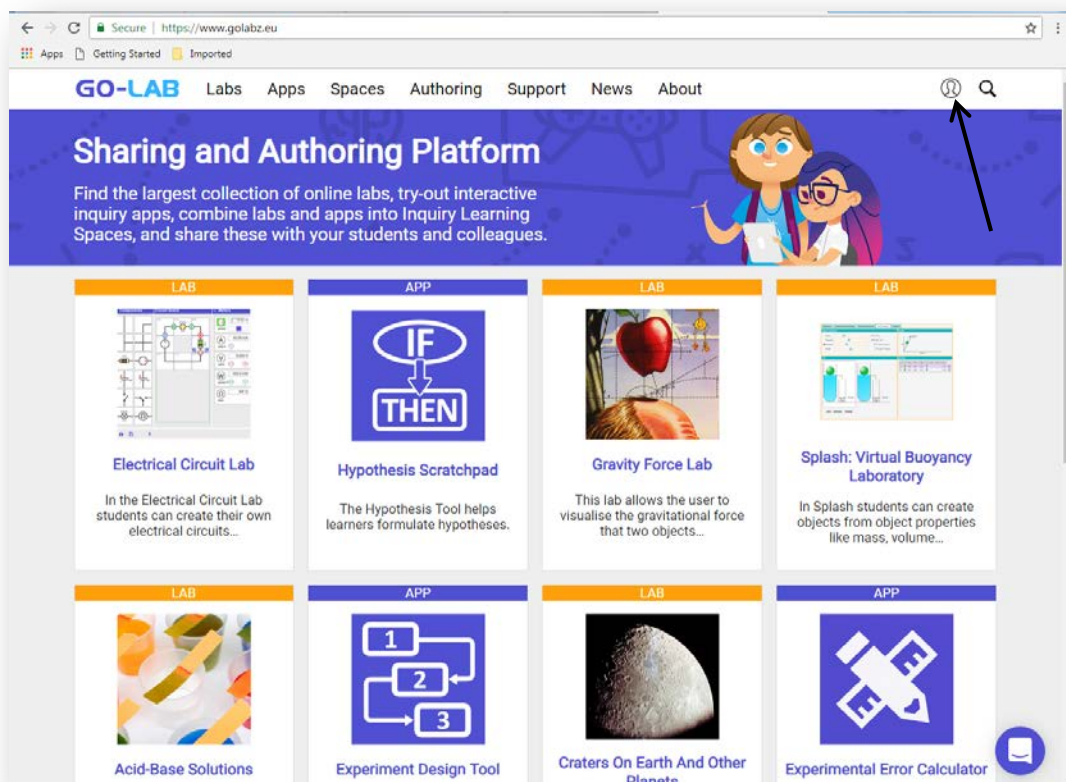 Secure | https://www.golabz.eu
Apps Getting Started Imported
GO-LAB Labs Apps Spaces Authoring Support News About
Sharing and Authoring Platform
Find the largest collection of online labs, try-out interactive
inquiry apps, combine labs and apps into Inquiry Learning
Spaces, and share these with your students and colleagues.
LAB
Electrical Circuit Lab
In the Electrical Circuit Lab
students can create their own
electrical circuits...
APP
IF
THEN
Hypothesis Scratchpad
The Hypothesis Tool helps
learners formulate hypotheses.
LAB
Gravity Force Lab
This lab allows the user to
visualise the gravitational force
that two objects...
LAB
Splash: Virtual Buoyancy
Laboratory
In Splash students can create
objects from object properties
like mass, volume...
LAB
Acid-Base Solutions
APP
1
2
3
Experiment Design Tool
LAB
Craters On Earth And Other
Planets
APP
E
E
Experimental Error Calculator